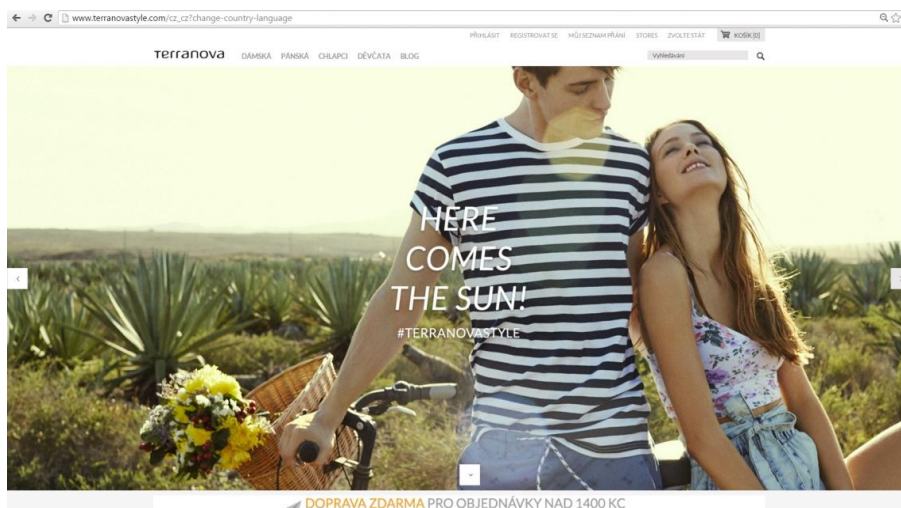 www.terranovastyle.com/cz_cz?change-country-language
PŘIHLÁSIT REGISTROVAT SE MŮJ SEZNAM PŘÁNÍ STORES ZVOLTE STÁT KOŠÍK [0]
Terranova DÁMSKÁ PÁNSKÁ CHLAPCI DĚVČATA BLOG Vyhledávání
HERE
COMES
THE SUN!
#TERRANOVASTYLE
DOPRAVA ZDARMA PRO OBJEDNÁVKY NAD 1400 KC